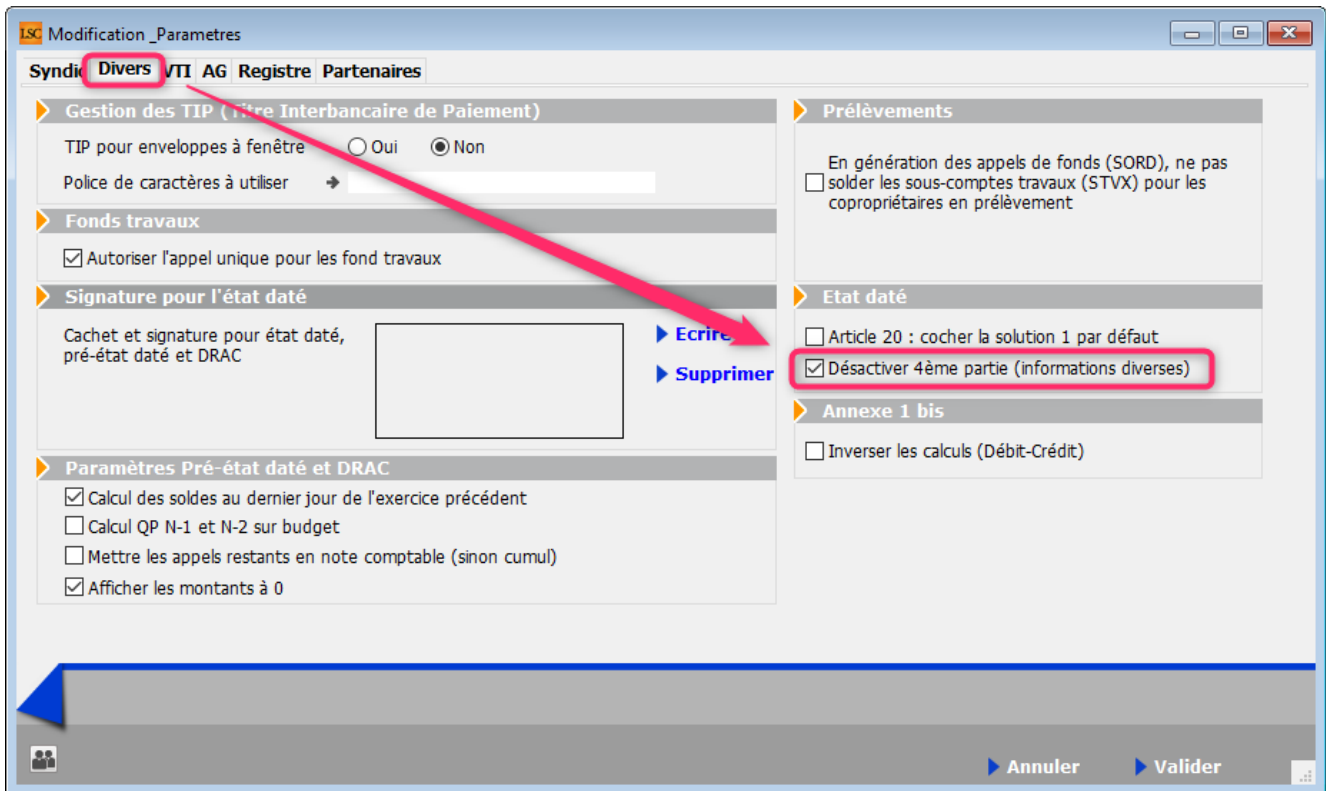 LSC Modification _Parametres
Syndic Divers VTI AG Registre Partenaires
Gestion des TIP (Titre Interbancaire de Paiement)
TIP pour enveloppes à fenêtre Oui Non
Police de caractères à utiliser
Fonds travaux
Autoriser l'appel unique pour les fond travaux
Signature pour l'état daté
Cachet et signature pour état daté,
pré-état daté et DRAC
Ecrire
Supprimer
Paramètres Pré-état daté et DRAC
Calcul des soldes au dernier jour de l'exercice précédent
Calcul QP N-1 et N-2 sur budget
Mettre les appels restants en note comptable (sinon cumul)
Afficher les montants à 0
Prélèvements
En génération des appels de fonds (SORD), ne pas
solder les sous-comptes travaux (STVX) pour les
copropriétaires en prélèvement
Etat daté
Article 20 : cocher la solution 1 par défaut
Désactiver 4ème partie (informations diverses)
Annexe 1 bis
Inverser les calculs (Débit-Crédit)
Annuler Valider